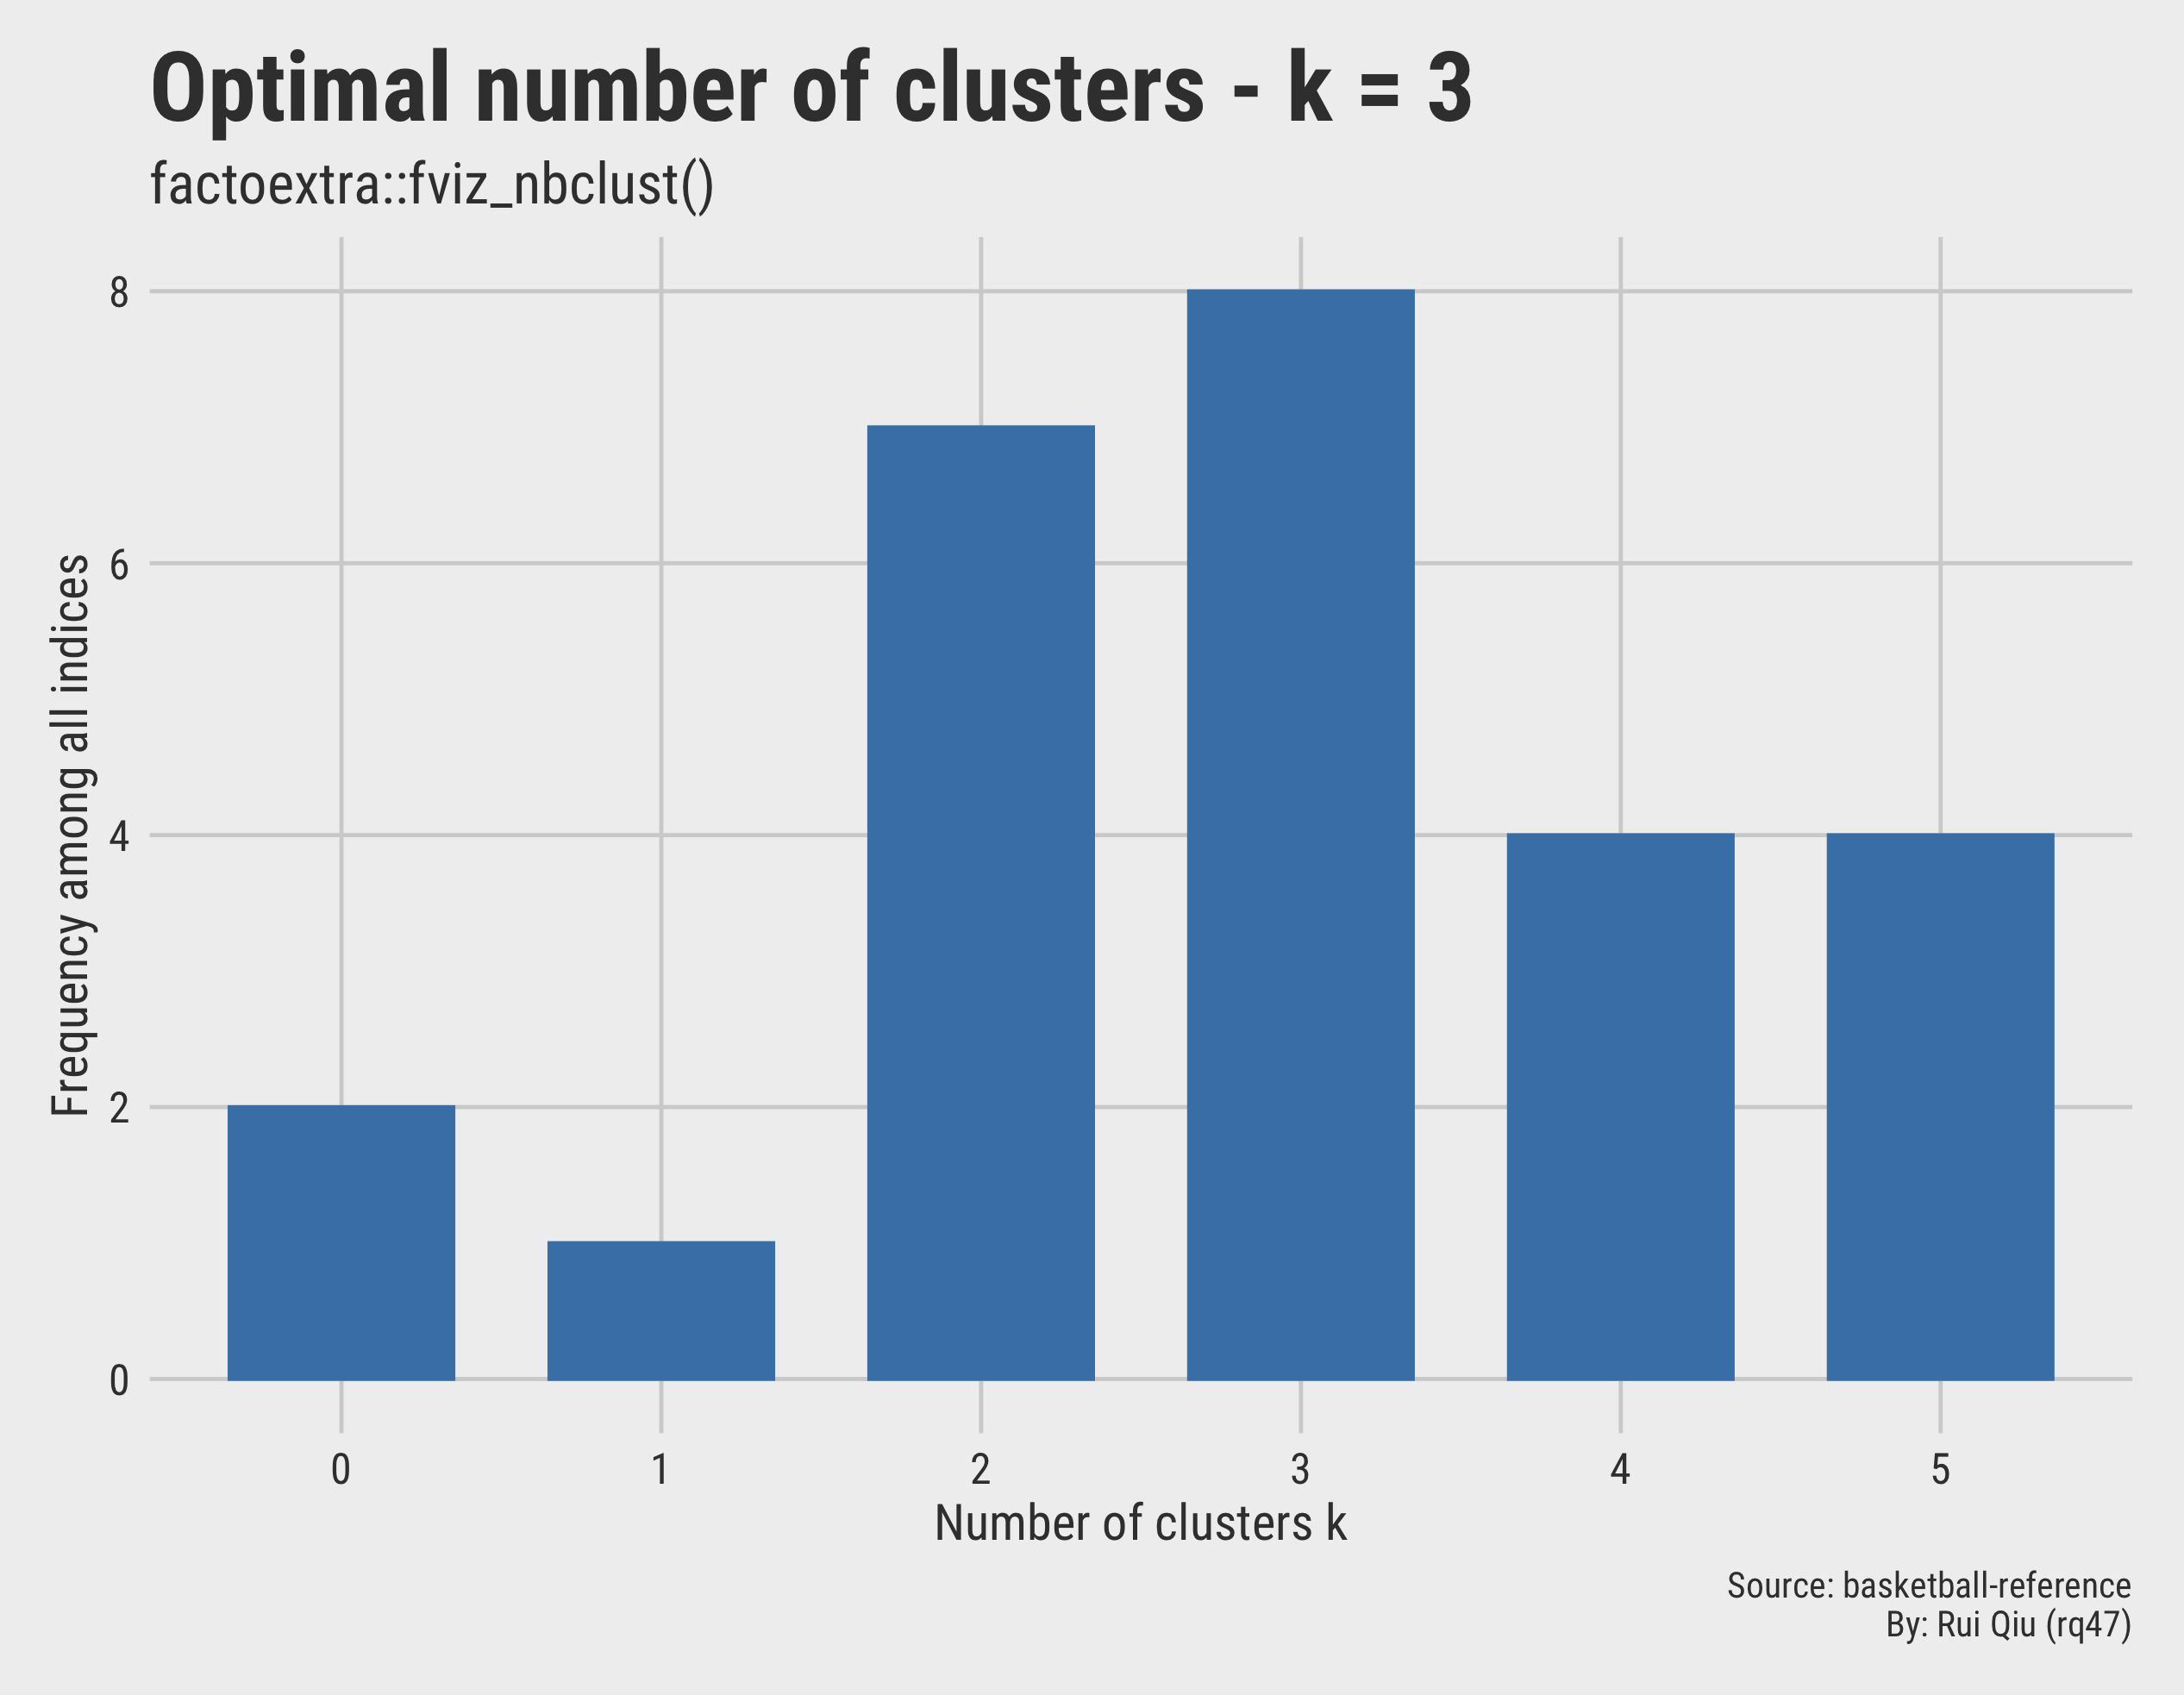 Optimal number of clusters - k = 3
factoextra::fviz_nbclust()
Frequency among all indices
8
6
4
2
0
0 1 2 3 4 5
Number of clusters k
Source: basketball-reference
By: Rui Qiu (rq47)